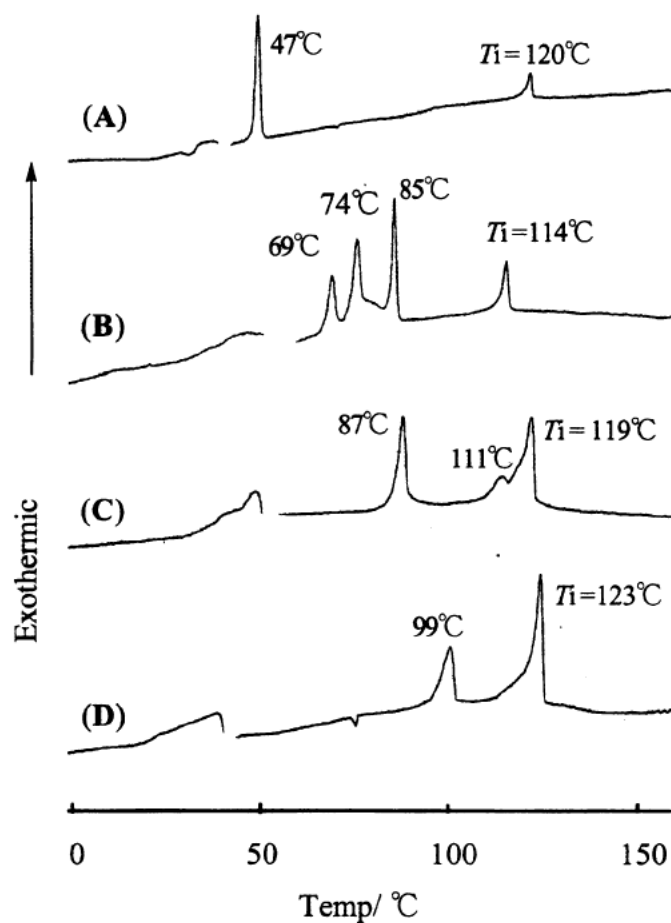 47℃
Ti=120℃
(A)
85℃
74℃
69℃
Ti=114℃
(B)
87℃
111℃
Ti=119℃
(C)
99℃
Ti=123℃
(D)
Exothermic
0 50 100 150
Temp/ ℃